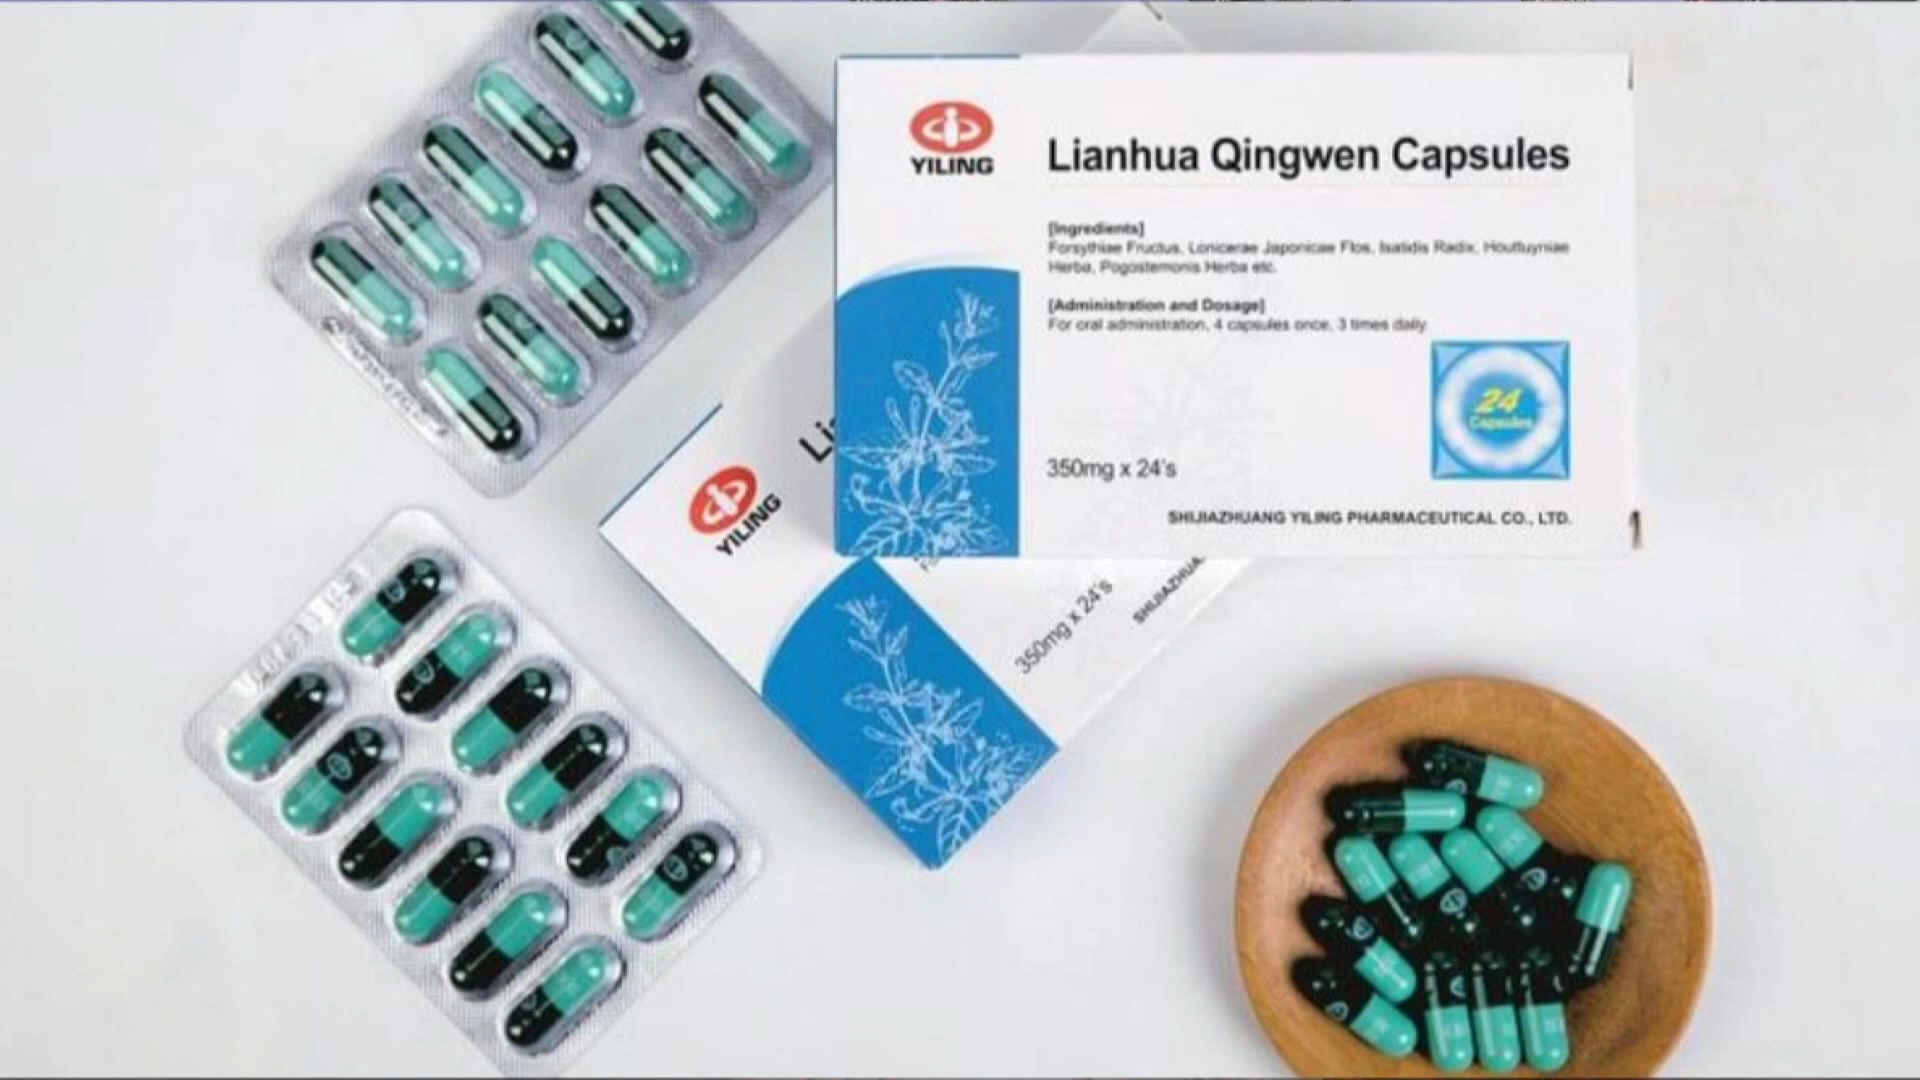 YILING
Lianhua Qingwen Capsules
[Ingredients]
Forsythiae Fructus, Lonicerae Japonicae Flos, Isatidis Radix, Houttuyniae
Herba, Pogostemonis Herba etc.
[Administration and Dosage]
For oral administration, 4 capsules once, 3 times daily
24
Capsules
350mg x 24's
SHIJIAZHUANG YILING PHARMACEUTICAL CO., LTD.
YILING
Li
350mg x 24's
SHIJIAZHUA